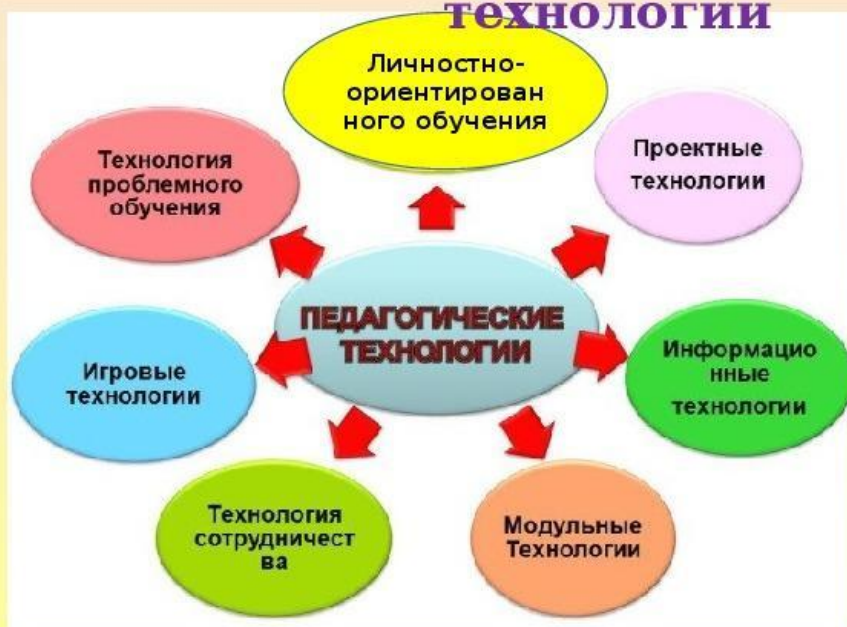 технологии
Личностно-
ориентирован
ного обучения
Технология
проблемного
обучения
Проектные
технологии
ПЕДАГОГИЧЕСКИЕ
ТЕХНОЛОГИИ
Игровые
технологии
Информацио
нные
технологии
Технология
сотрудничест
ва
Модульные
Технологии